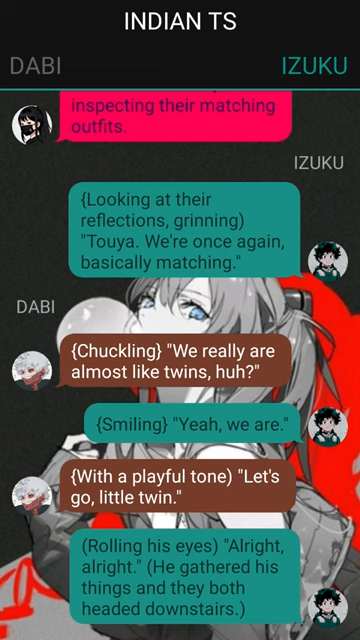 INDIAN TS
DABI
IZUKU
inspecting their matching
outfits.
IZUKU
{Looking at their
reflections, grinning)
"Touya. We're once again,
basically matching."
DABI
{Chuckling} "We really are
almost like twins, huh?"
{Smiling} "Yeah, we are."
{With a playful tone) "Let's
go, little twin."
(Rolling his eyes) "Alright,
alright." (He gathered his
things and they both
headed downstairs.)